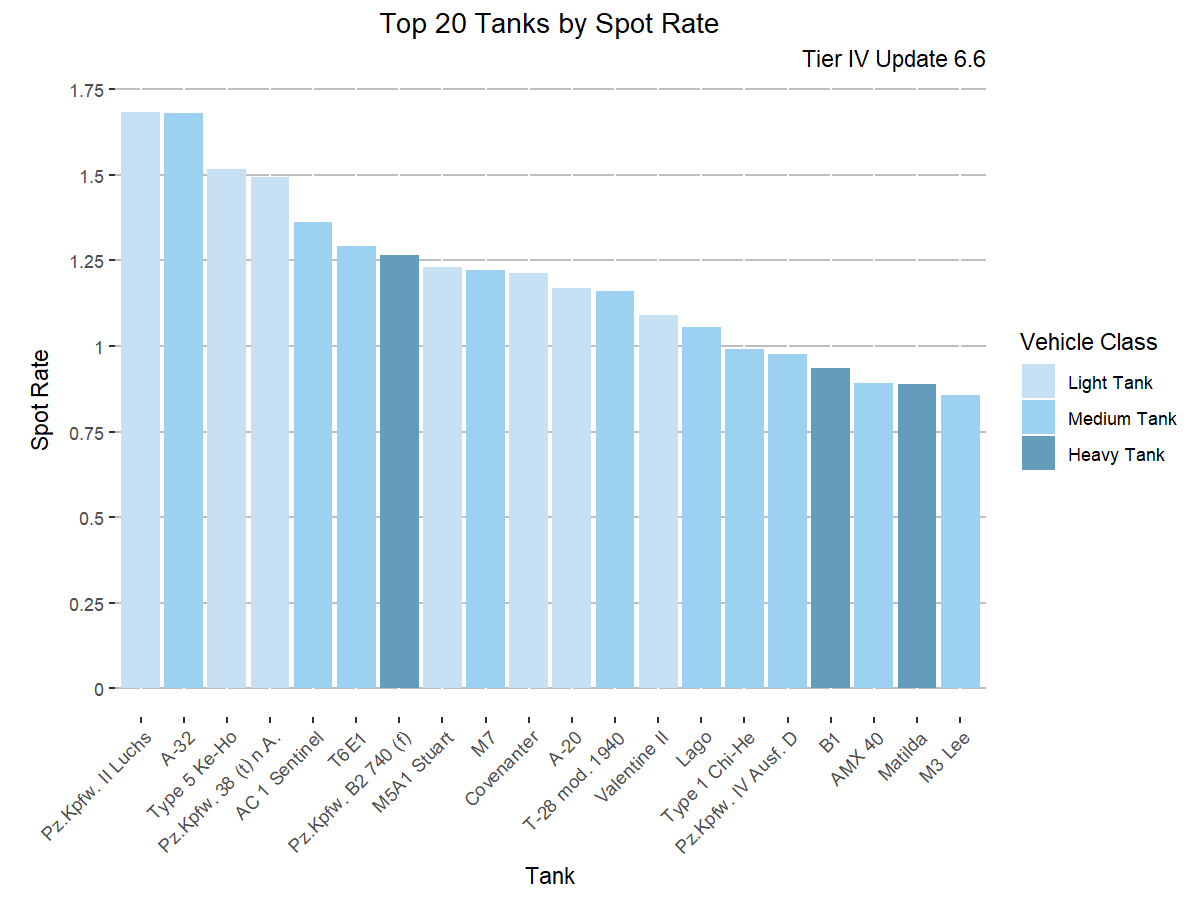 Top 20 Tanks by Spot Rate
Tier IV Update 6.6
1.75
1.5
1.25
1
0.75
0.5
0.25
0
Spot Rate
Pz.Kpfw. II Luchs
A-32
Type 5 Ke-Ho
Pz.Kpfw. 38 (t) n A.
AC 1 Sentinel
T6E1
Pz.Kpfw. B2 740 (f)
M5A1 Stuart
M7
Covenanter
A-20
T-28 mod. 1940
Valentine II
Lago
Type 1 Chi-He
Pz.Kpfw. IV Ausf. D
B1
AMX 40
Matilda
M3 Lee
Tank
Vehicle Class
Light Tank
Medium Tank
Heavy Tank